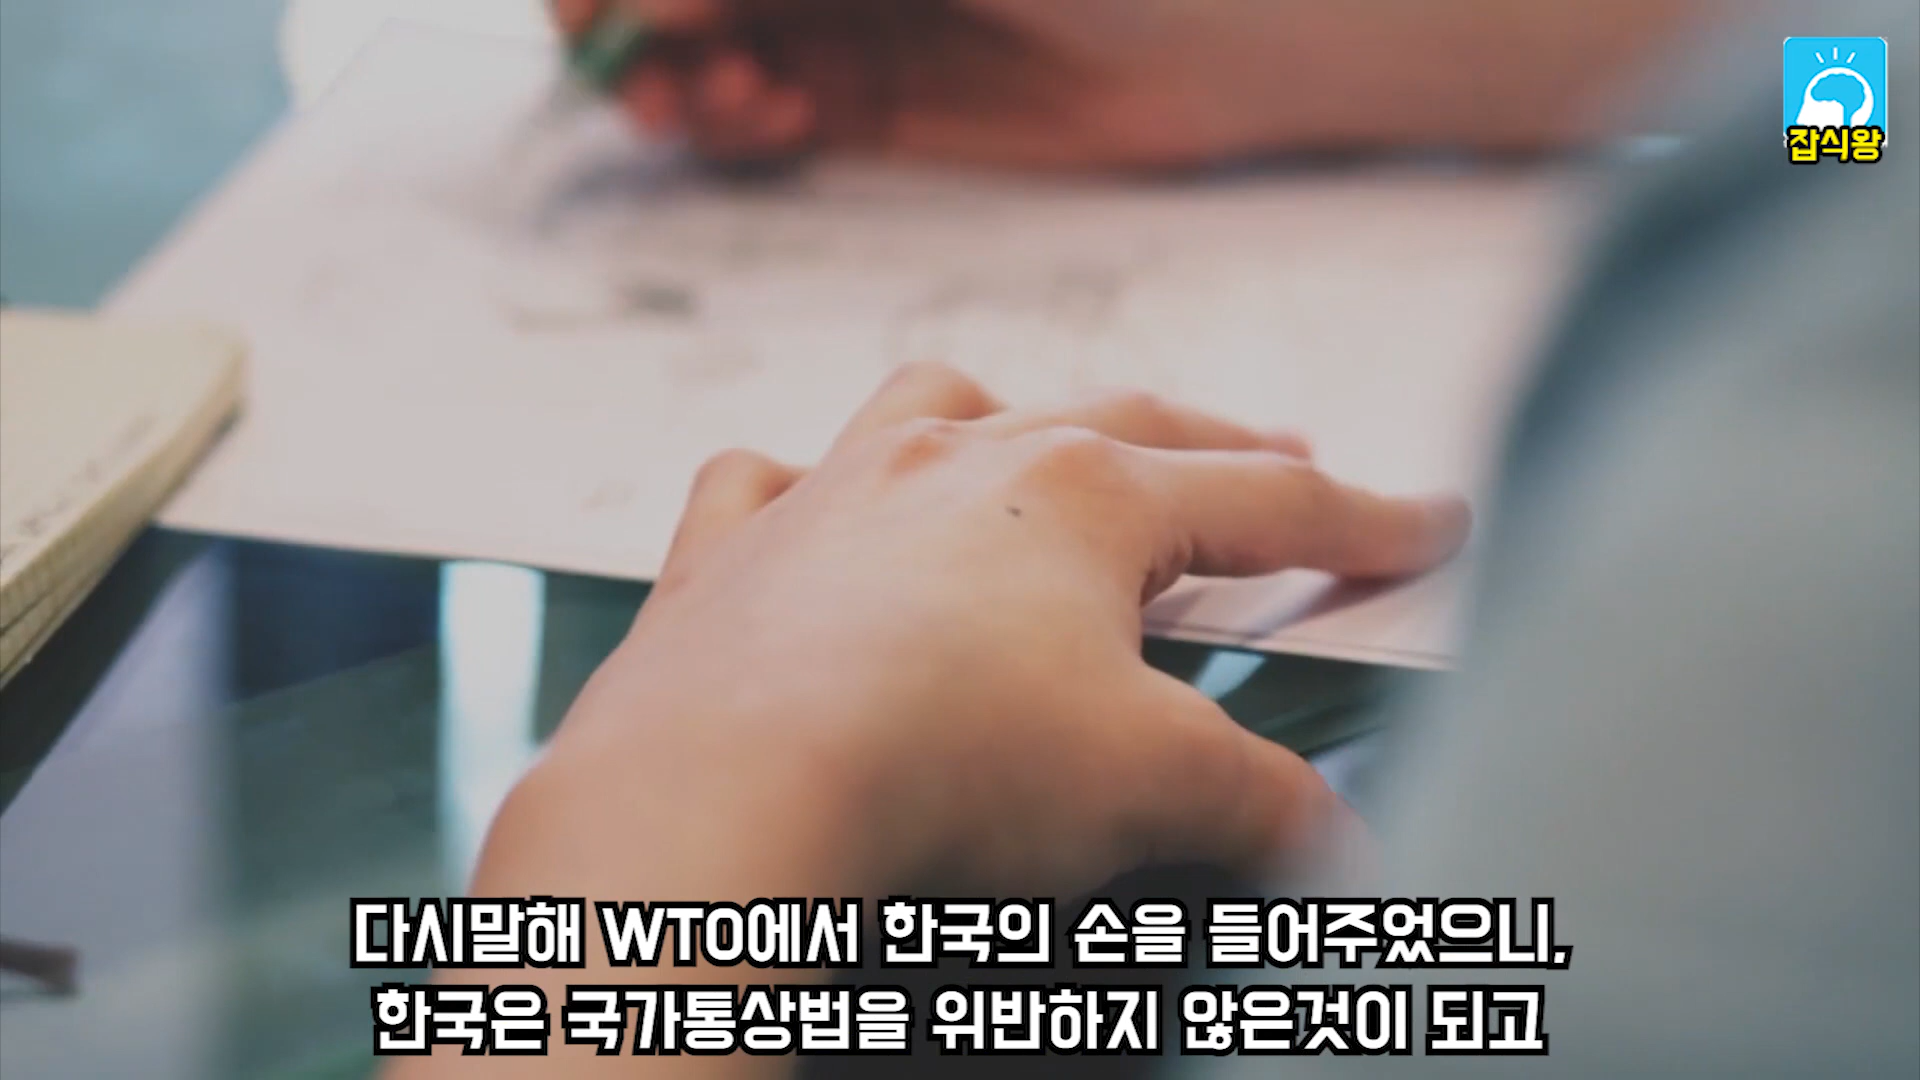 잡식왕
다시말해 WTO에서 한국의 손을 들어주었으니,
한국은 국가통상법을 위반하지 않은것이 되고